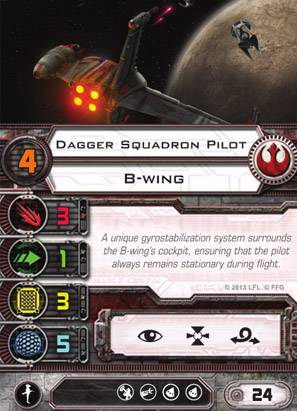 Dagger Squadron Pilot
4
B-wing
3
A unique gyrostabilization system surrounds
the B-wing's cockpit, ensuring that the pilot
always remains stationary during flight.
1
© 2013 LFL © FFG
3
5
24